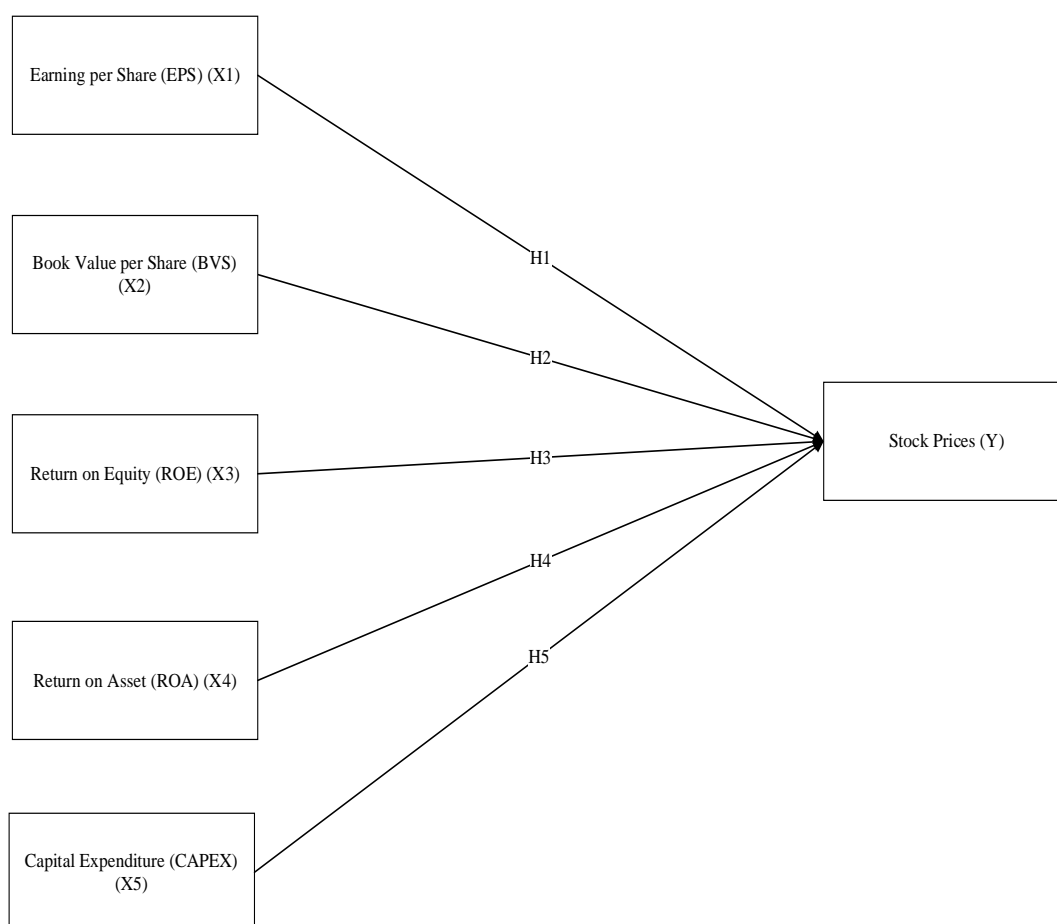 Earning per Share (EPS) (X1)
H1
Book Value per Share (BVS)
(X2)
H2
Stock Prices (Y)
Return on Equity (ROE) (X3)
H3
H4
Return on Asset (ROA) (X4)
H5
Capital Expenditure (CAPEX)
(X5)